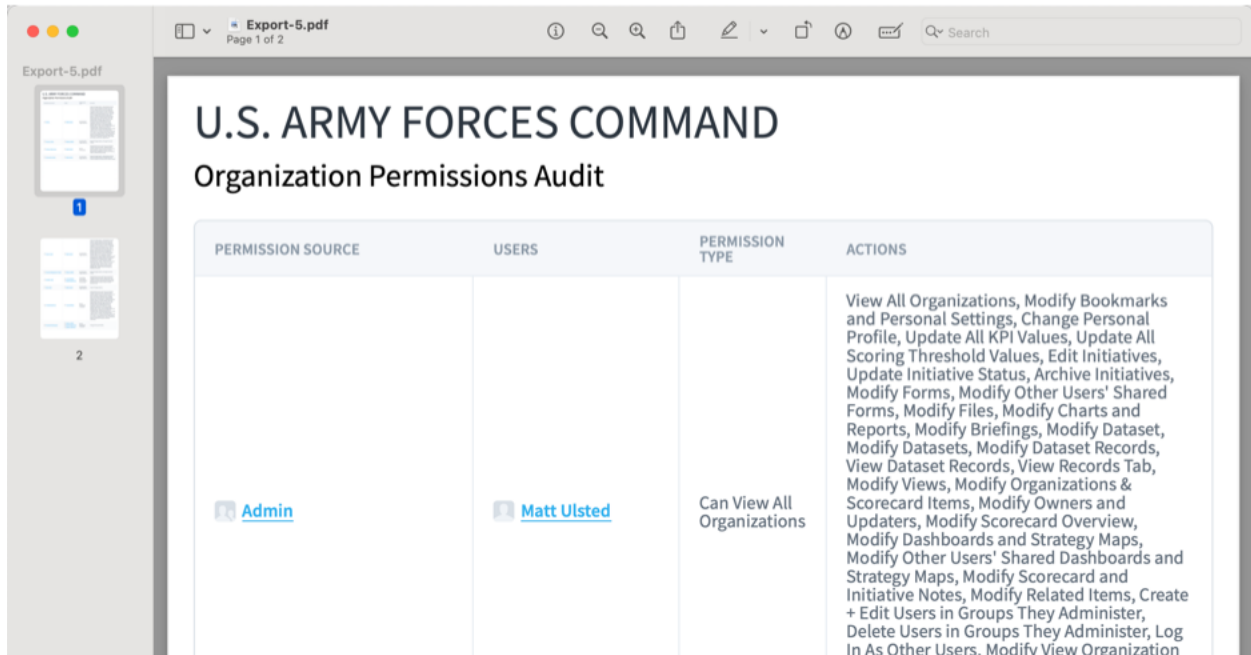 Export-5.pdf
Page 1 of 2
Search
Export-5.pdf
1
2
U.S. ARMY FORCES COMMAND
Organization Permissions Audit
PERMISSION SOURCE
USERS
PERMISSION
TYPE
ACTIONS
Admin
Matt Ulsted
Can View All
Organizations
View All Organizations, Modify Bookmarks
and Personal Settings, Change Personal
Profile, Update All KPI Values, Update All
Scoring Threshold Values, Edit Initiatives,
Update Initiative Status, Archive Initiatives,
Modify Forms, Modify Other Users' Shared
Forms, Modify Files, Modify Charts and
Reports, Modify Briefings, Modify Dataset,
Modify Datasets, Modify Dataset Records,
View Dataset Records, View Records Tab,
Modify Views, Modify Organizations &
Scorecard Items, Modify Owners and
Updaters, Modify Scorecard Overview,
Modify Dashboards and Strategy Maps,
Modify Other Users' Shared Dashboards and
Strategy Maps, Modify Scorecard and
Initiative Notes, Modify Related Items, Create
+ Edit Users in Groups They Administer,
Delete Users in Groups They Administer, Log
In As Other Users, Modify View Organization